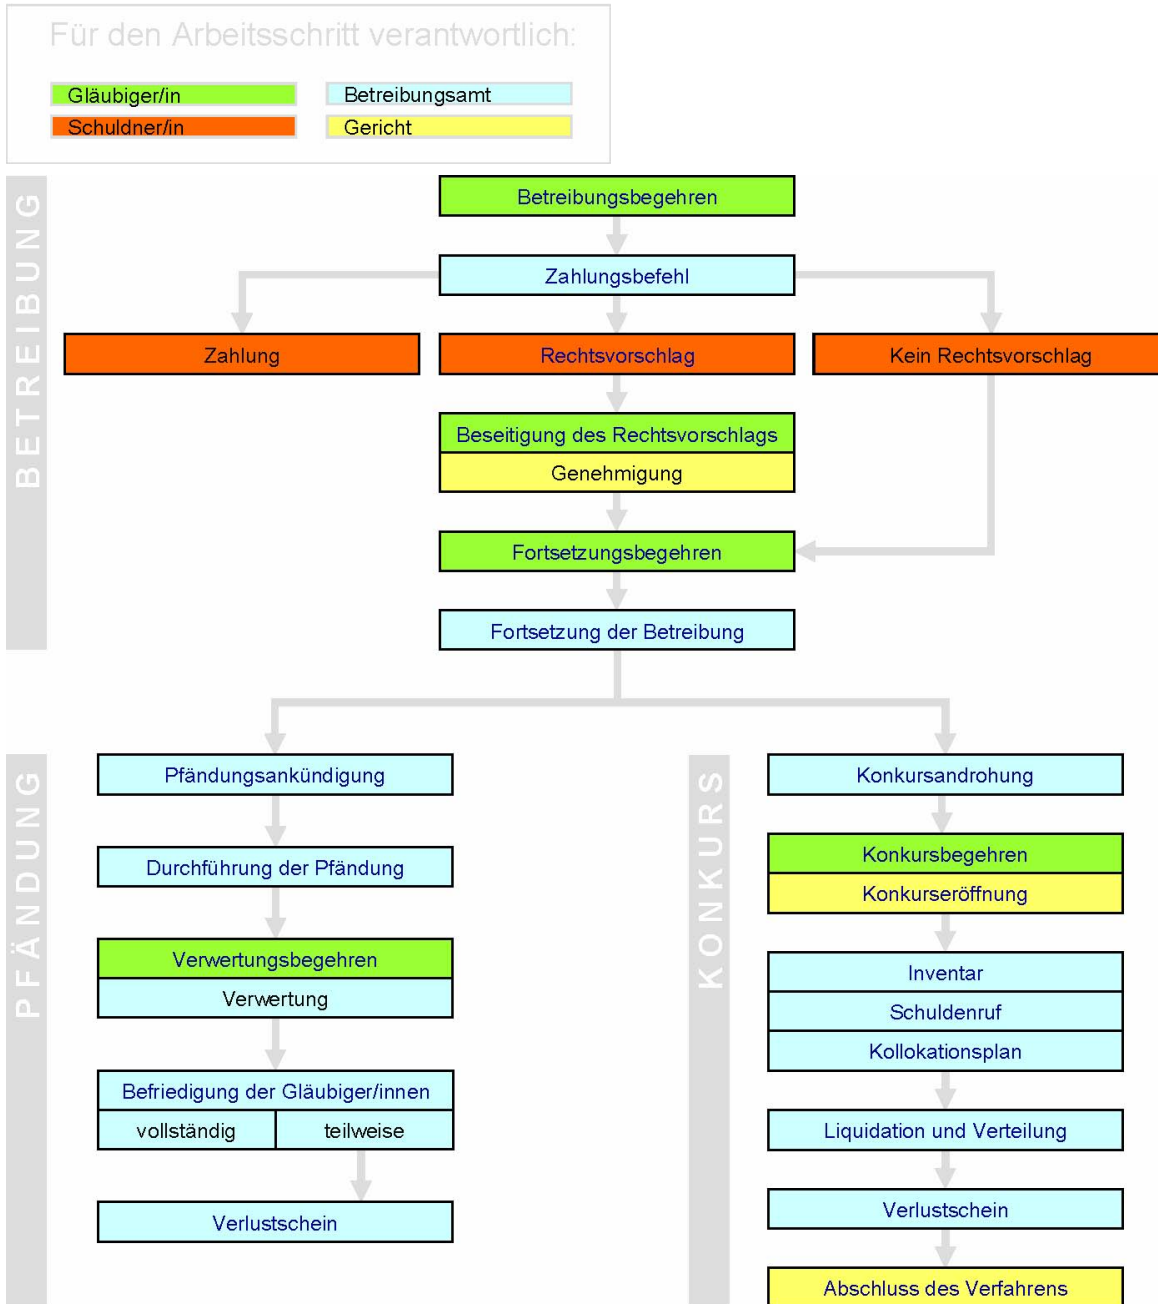 Für den Arbeitsschritt verantwortlich:
Gläubiger/in
Betreibungsamt
Schuldner/in
Gericht
BETREIBUNG
Betreibungsbegehren
Zahlungsbefehl
Zahlung
Rechtsvorschlag
Kein Rechtsvorschlag
Beseitigung des Rechtsvorschlags
Genehmigung
Fortsetzungsbegehren
Fortsetzung der Betreibung
PFÄNDUNG
Pfändungsankündigung
Durchführung der Pfändung
Verwertungsbegehren
Verwertung
Befriedigung der Gläubiger/innen
vollständig
teilweise
Verlustschein
KONKURS
Konkursandrohung
Konkursbegehren
Konkurseröffnung
Inventar
Schuldenruf
Kollokationsplan
Liquidation und Verteilung
Verlustschein
Abschluss des Verfahrens